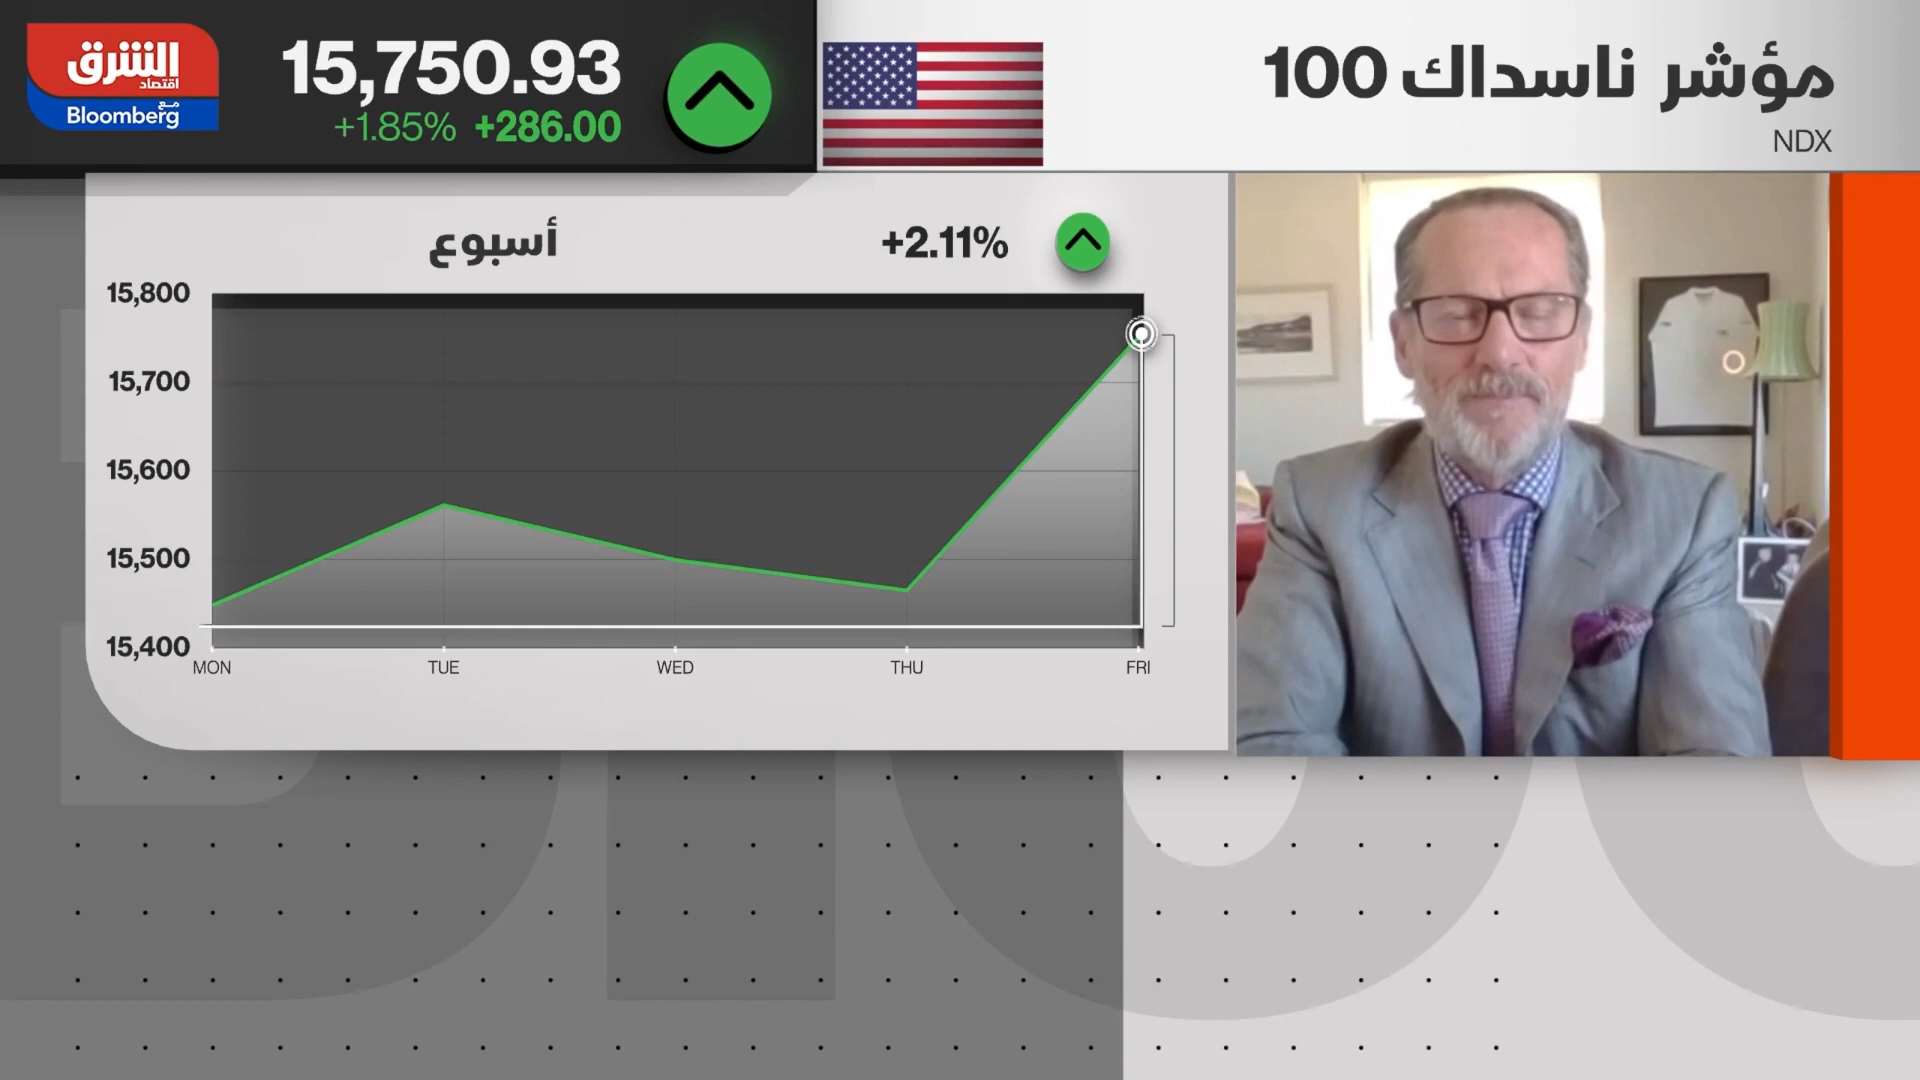 الشرق
اقتصاد
مع
Bloomberg
15,750.93
+1.85% +286.00
مؤشر ناسداك 100
NDX
أسبوع
+2.11%
15,800
15,700
15,600
15,500
15,400
MON TUE WED THU FRI